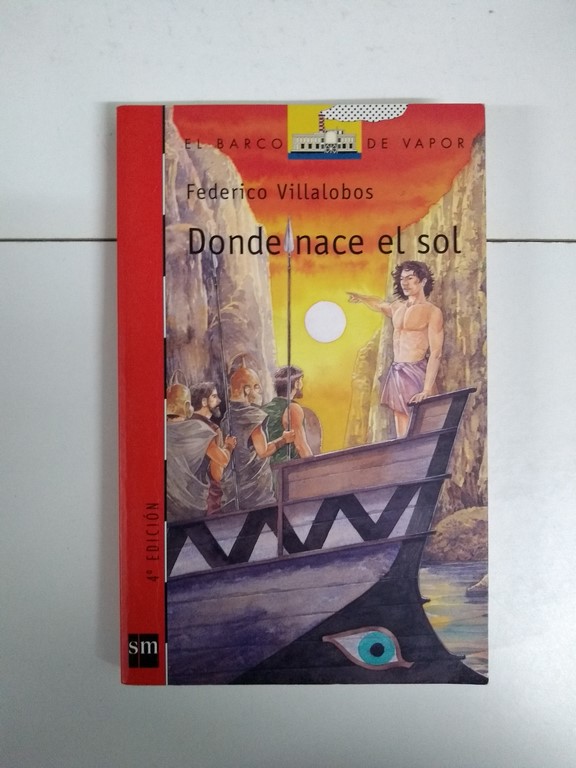 EL BARCO DE VAPOR
Federico Villalobos
Donde nace el sol
4ª EDICIÓN
sm